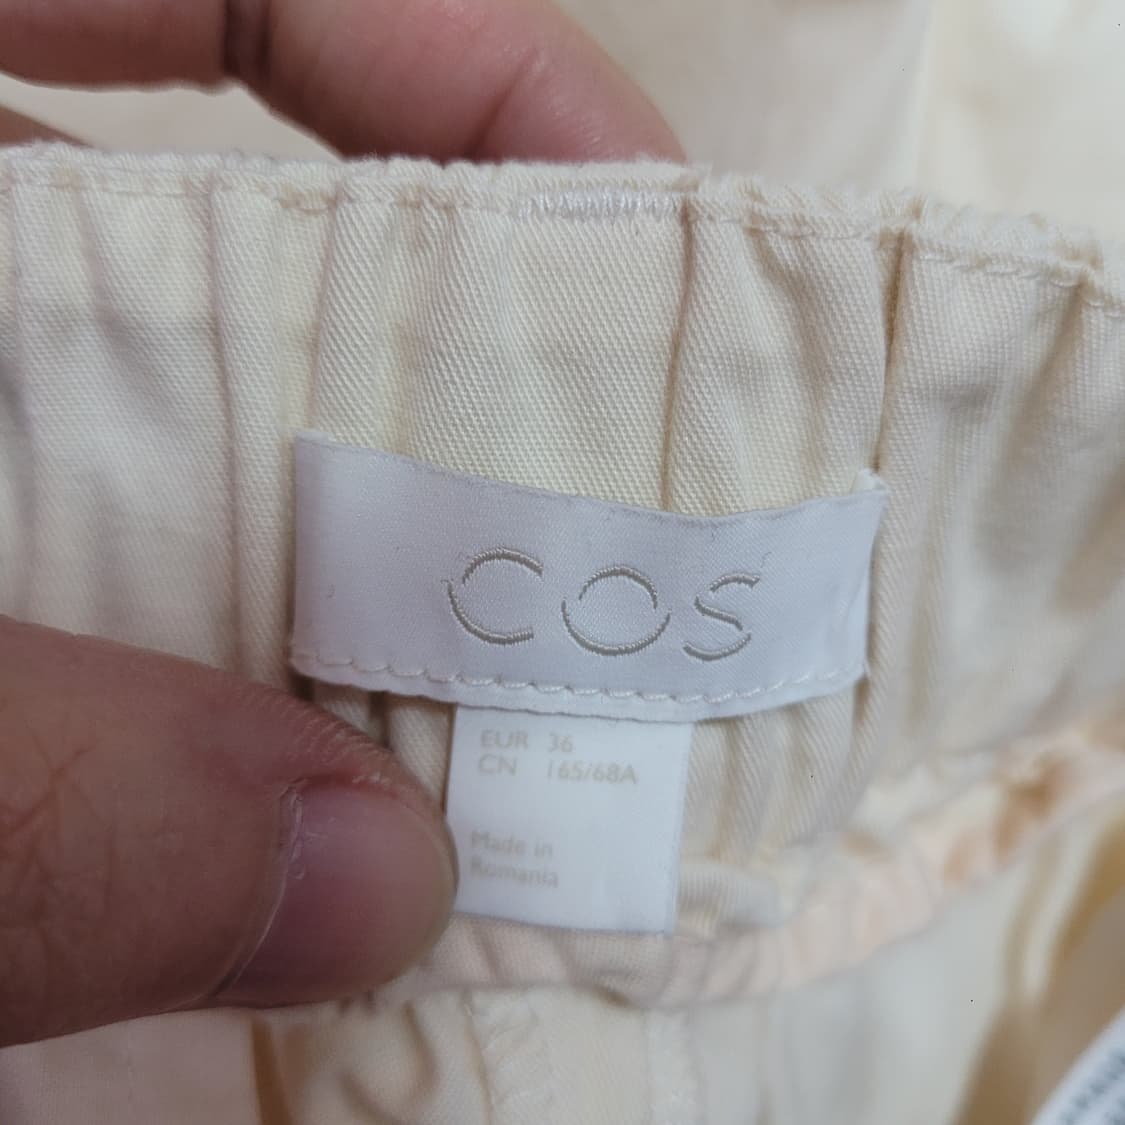 COS
EUR 36
CN 165/68A
Made in
Romania